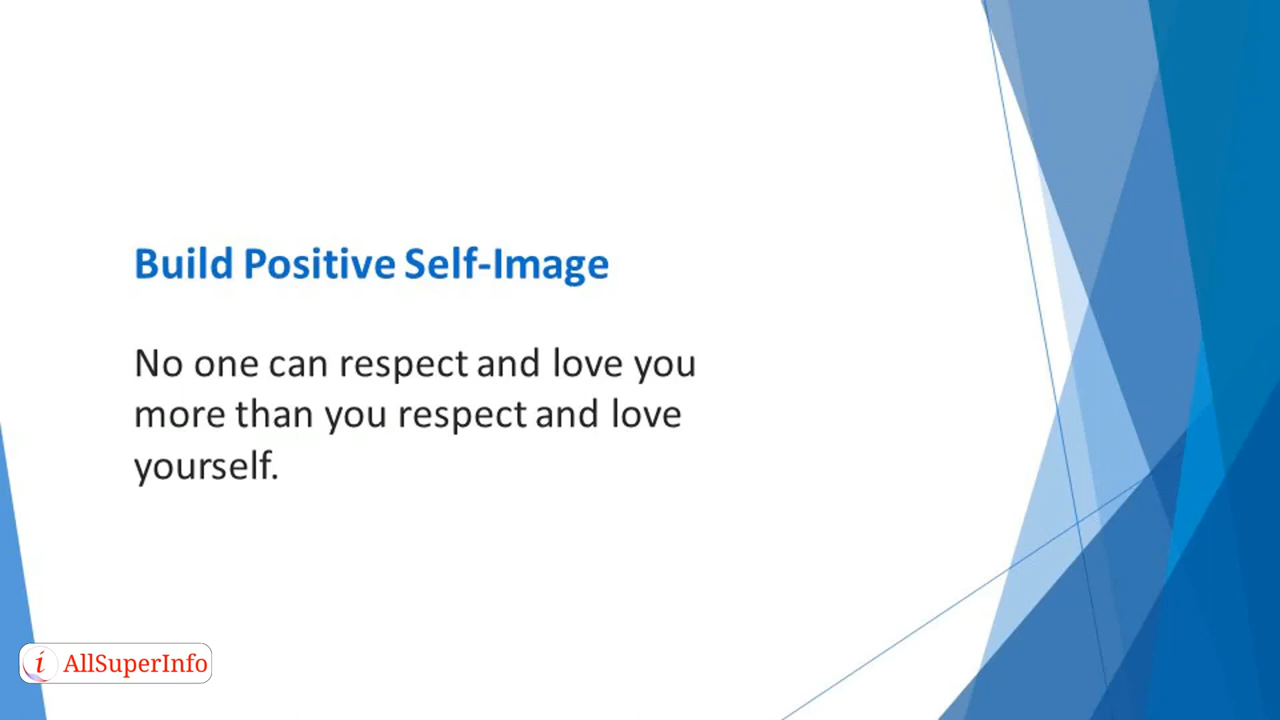 Build Positive Self-Image
No one can respect and love you
more than you respect and love
yourself.
i AllSuperInfo